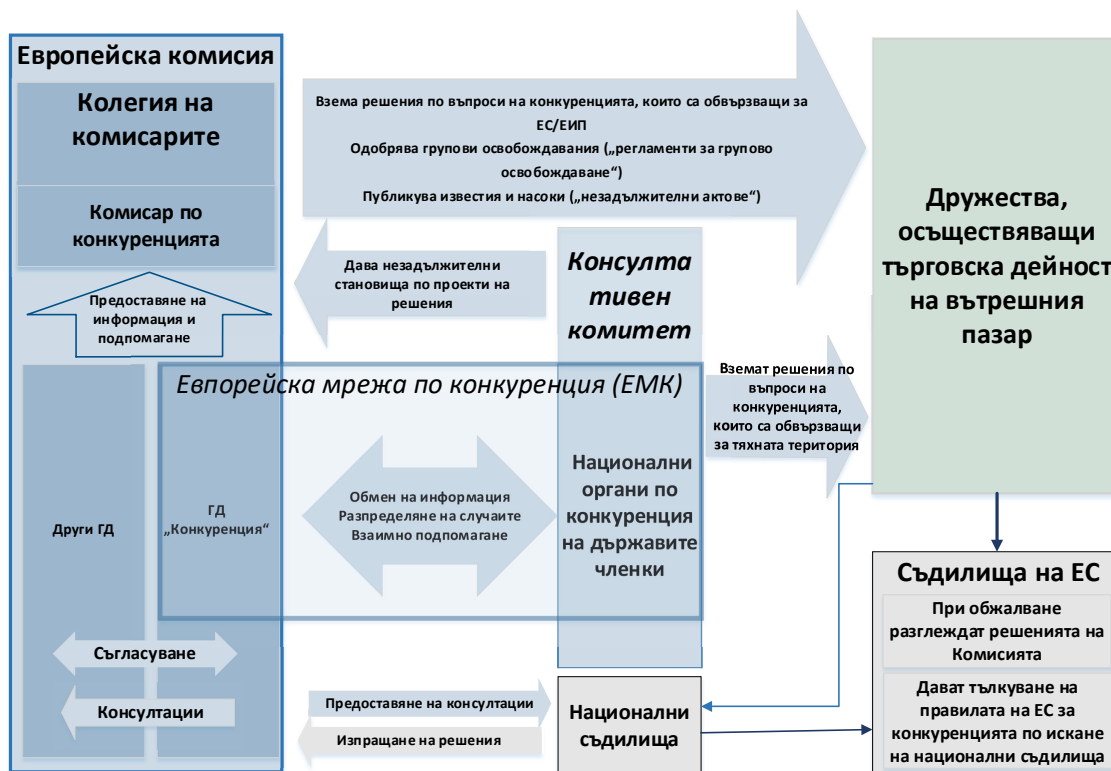 Европейска комисия
Колегия на
комисарите
Комисар по
конкуренцията
Предоставяне на
информация и
подпомагане
Взема решения по въпроси на конкуренцията, които са обвързващи за
ЕС/ЕИП
Одобрява групови освобождавания („регламенти за групово
освобождаване“)
Публикува известия и насоки („незадължителни актове“)
Дава незадължителни
становища по проекти на
решения
Консулта
тивен
комитет
Дружества,
осъществяващи
търговска дейност
на вътрешния
пазар
Евпорейска мрежа по конкуренция (ЕМК)
Вземат решения по
въпроси на
конкуренцията,
които са обвързващи
за тяхната територия
Други ГД
ГД
„Конкуренция“
Обмен на информация
Разпределяне на случаите
Взаимно подпомагане
Национални
органи по
конкуренция
на държавите
членки
Съгласуване
Консултации
Предоставяне на консултации
Изпращане на решения
Национални
съдилища
Съдилища на ЕС
При обжалване
разглеждат решенията на
Комисията
Дават тълкуване на
правилата на ЕС за
конкуренцията по искане
на национални съдилища